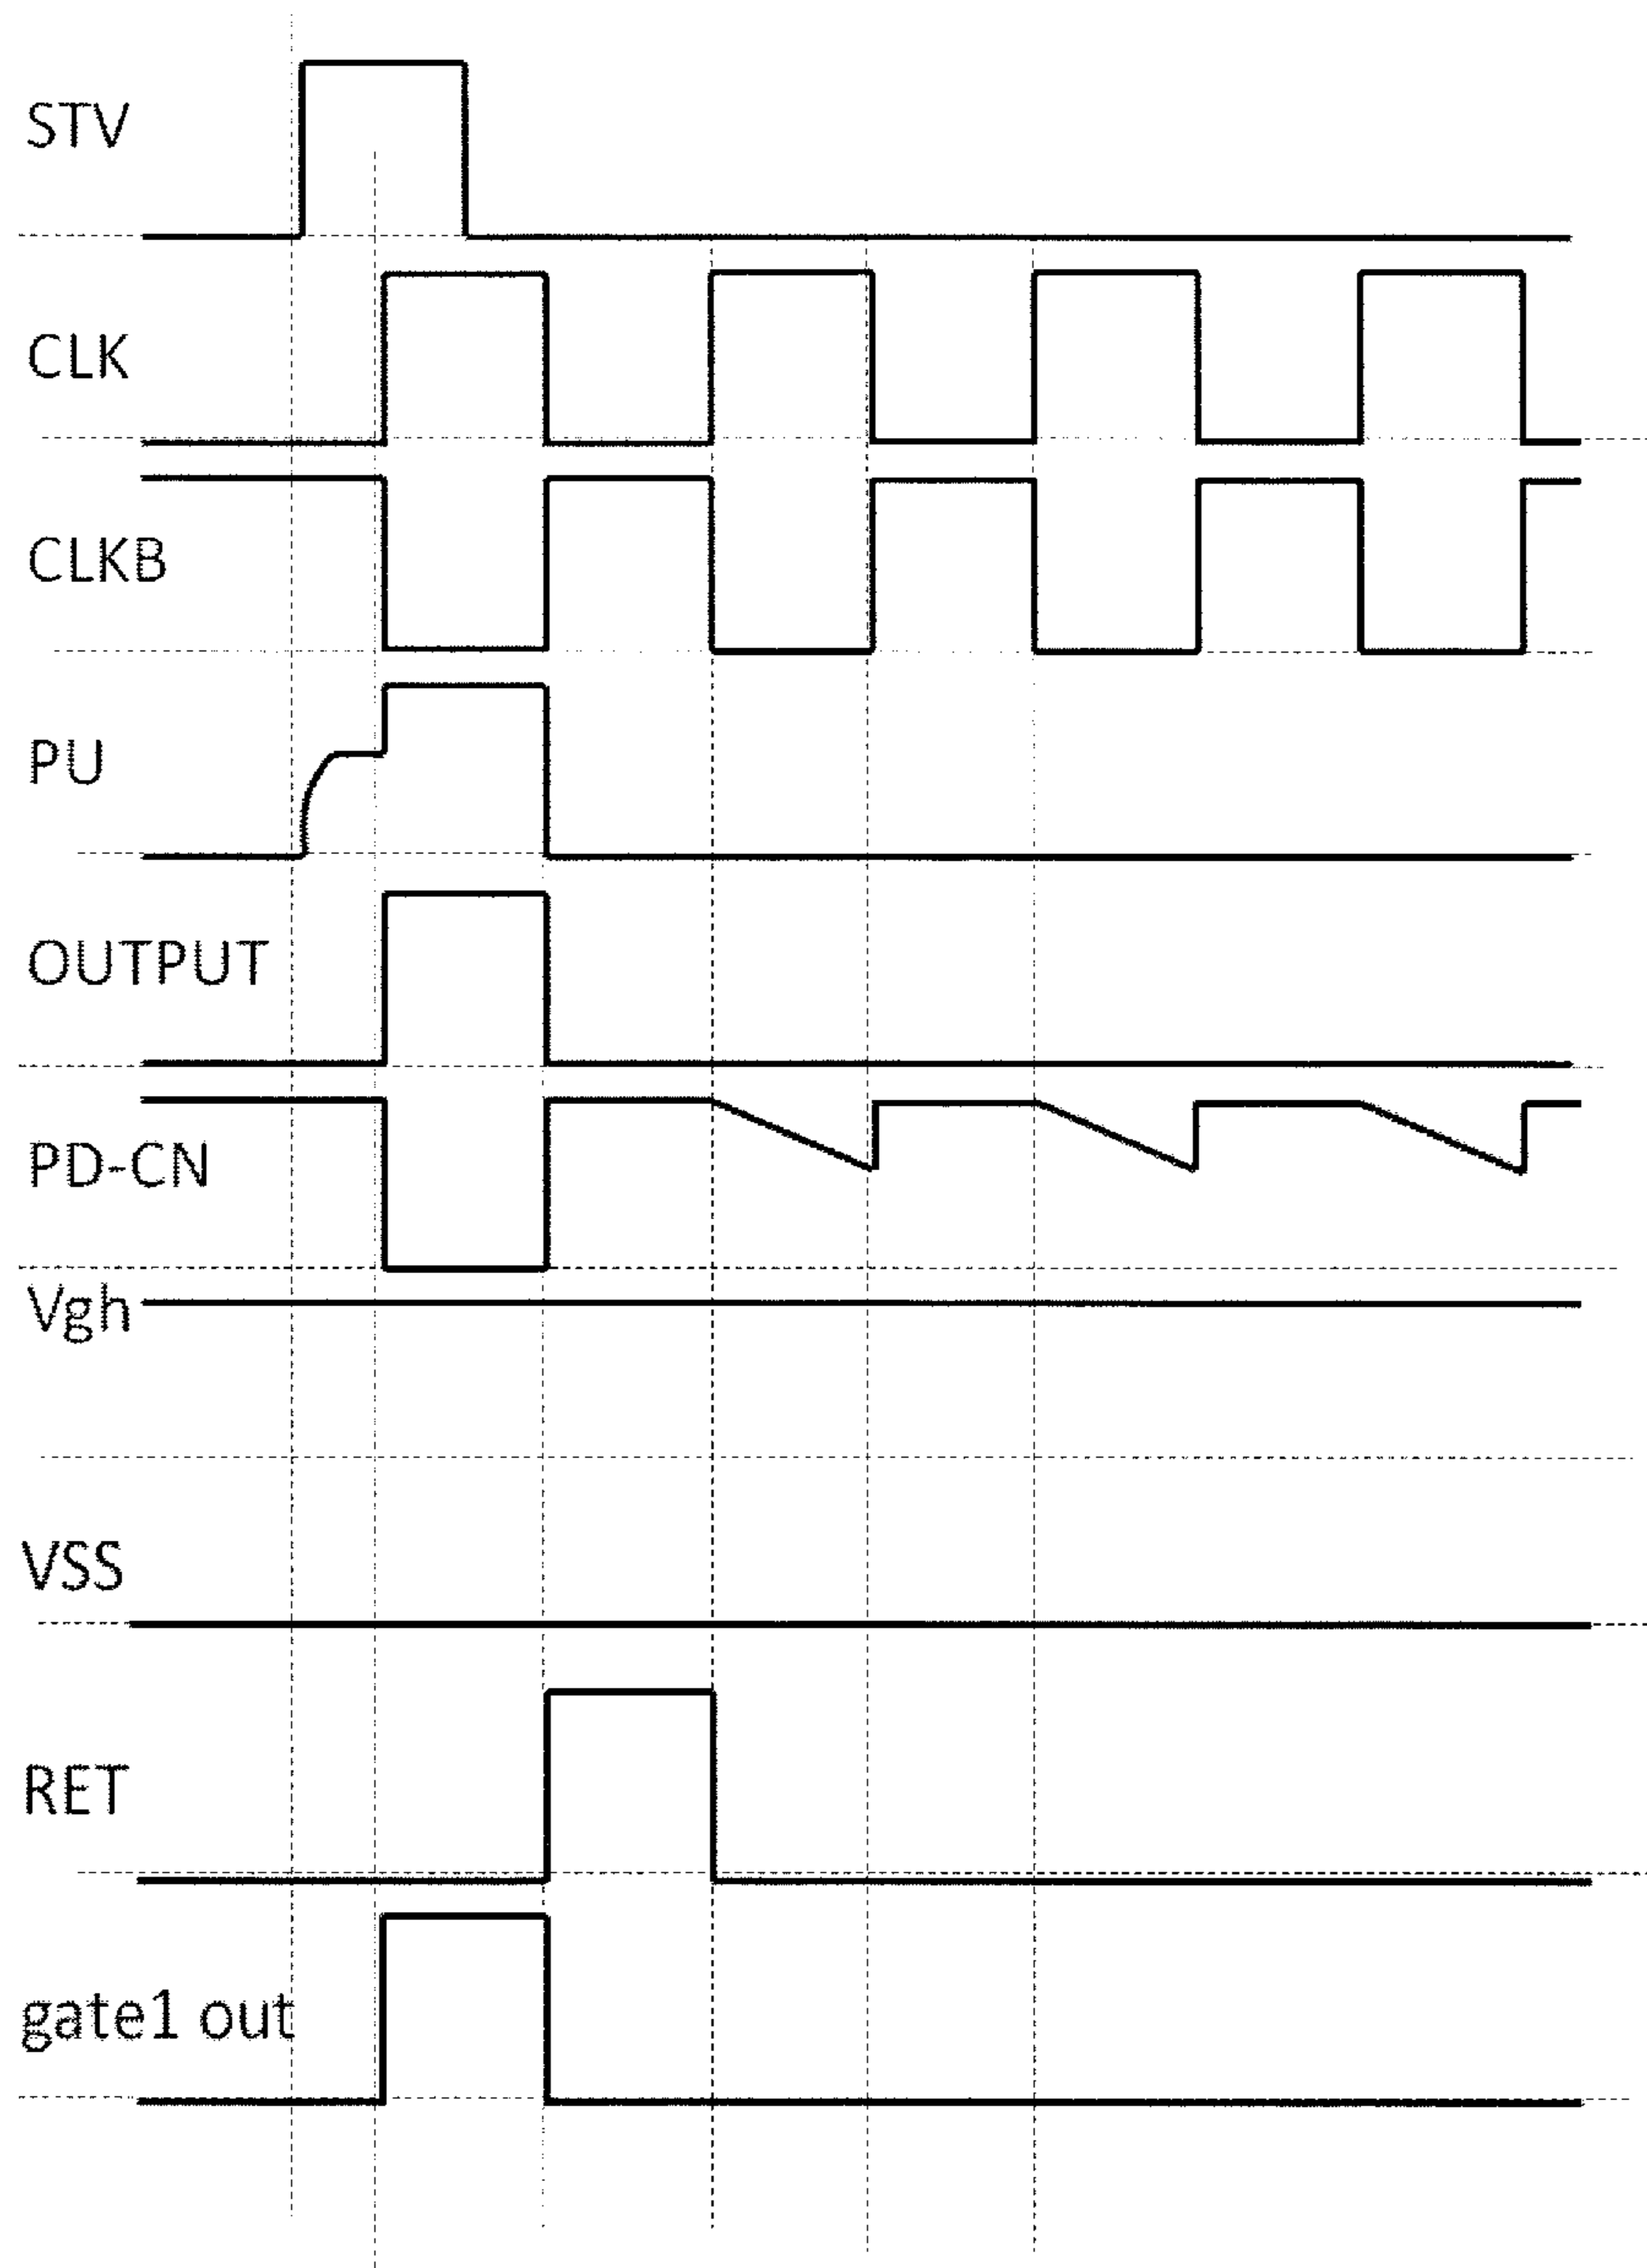 STV
CLK
CLKB
PU
OUTPUT
PD-CN
Vgh
VSS
RET
gate1 out